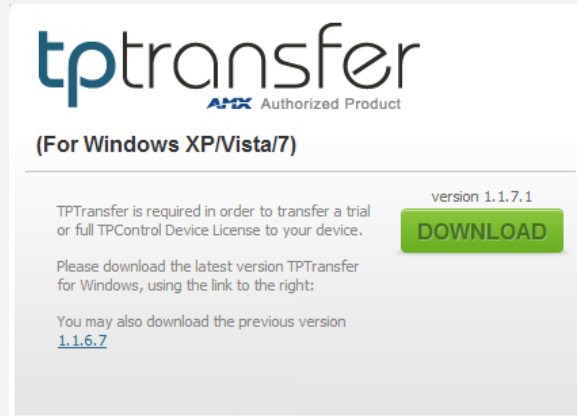 tptransfer
AMX Authorized Product
(For Windows XP/Vista/7)
version 1.1.7.1
DOWNLOAD
TPTransfer is required in order to transfer a trial
or full TPControl Device License to your device.
Please download the latest version TPTransfer
for Windows, using the link to the right:
You may also download the previous version
1.1.6.7